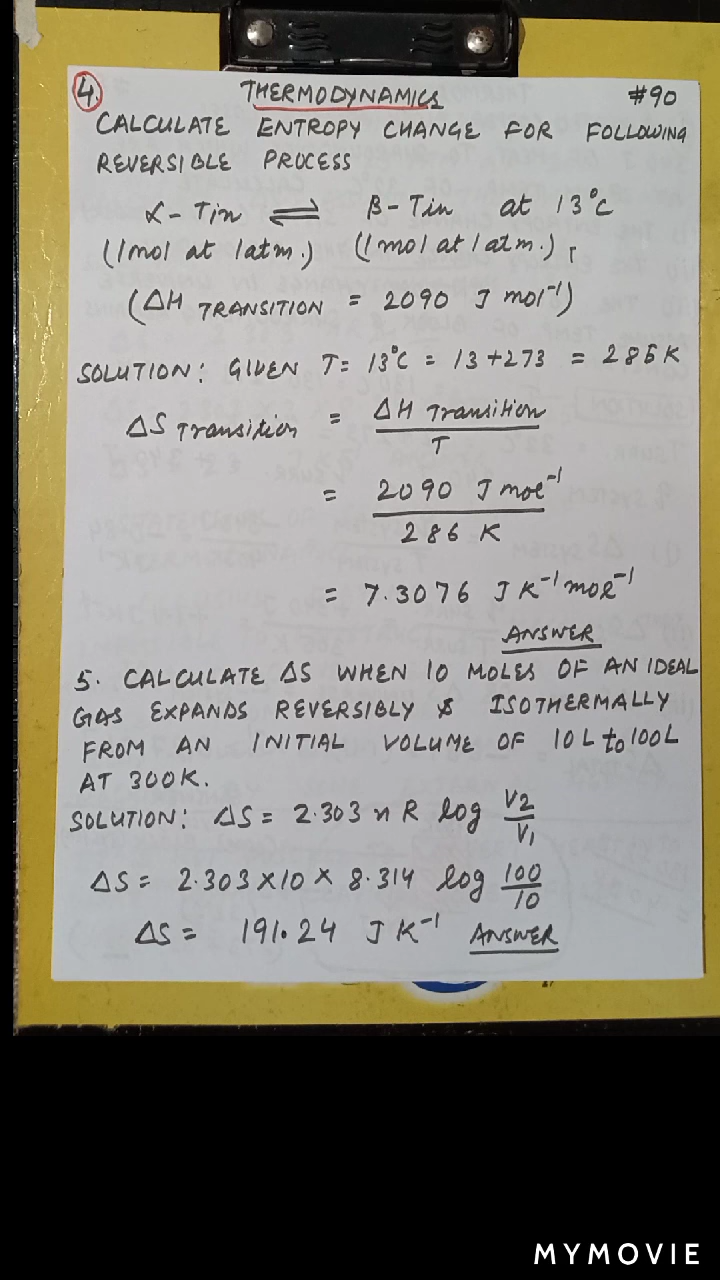 4. THERMODYNAMICS #90
CALCULATE ENTROPY CHANGE FOR FOLLOWING
REVERSIBLE PROCESS
α-Tin ⇌ β-Tin at 13°C
(1mol at 1atm.) (1mol at 1atm.)
(ΔH TRANSITION = 2090 J mol⁻¹)
SOLUTION: GIVEN T= 13°C = 13+273 = 286K
ΔS Transition = ΔH Transition / T
= 2090 J mol⁻¹ / 286 K
= 7.3076 J K⁻¹ mol⁻¹
ANSWER
5. CALCULATE ΔS WHEN 10 MOLES OF AN IDEAL
GAS EXPANDS REVERSIBLY & ISOTHERMALLY
FROM AN INITIAL VOLUME OF 10L to 100L
AT 300K.
SOLUTION: ΔS = 2.303 n R log V2/V1
ΔS = 2.303 × 10 × 8.314 log 100/10
ΔS = 191.24 J K⁻¹ ANSWER
MYMOVIE